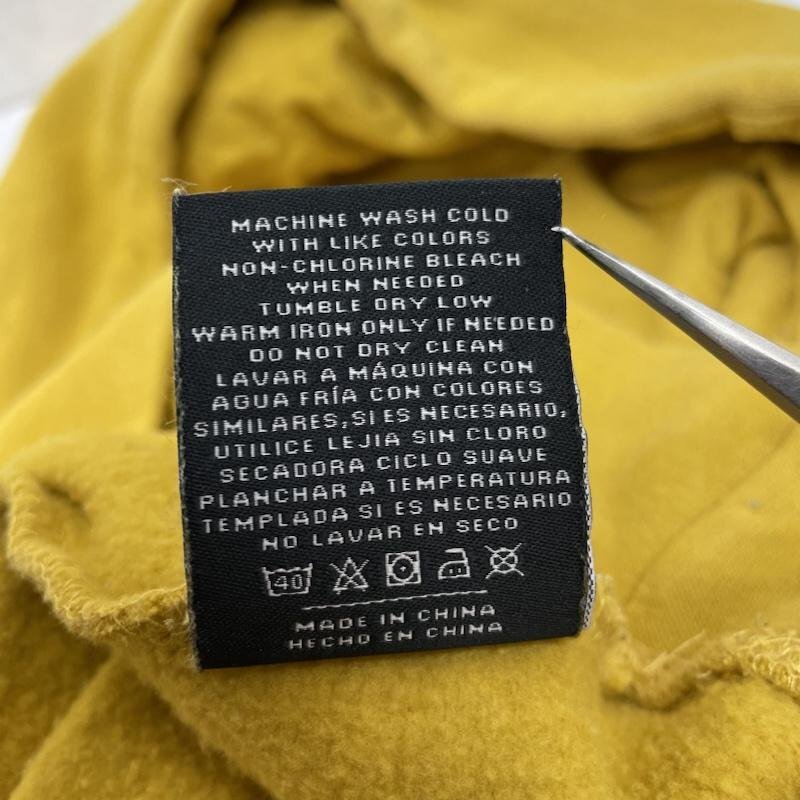 MACHINE WASH COLD
WITH LIKE COLORS
NON-CHLORINE BLEACH
WHEN NEEDED
TUMBLE DRY LOW
WARM IRON ONLY IF NEEDED
DO NOT DRY CLEAN
LAVAR A MÁQUINA CON
AGUA FRÍA CON COLORES
SIMILARES, SI ES NECESARIO,
UTILICE LEJIA SIN CLORO
SECADORA CICLO SUAVE
PLANCHAR A TEMPERATURA
TEMPLADA SI ES NECESARIO
NO LAVAR EN SECO
40
MADE IN CHINA
HECHO EN CHINA